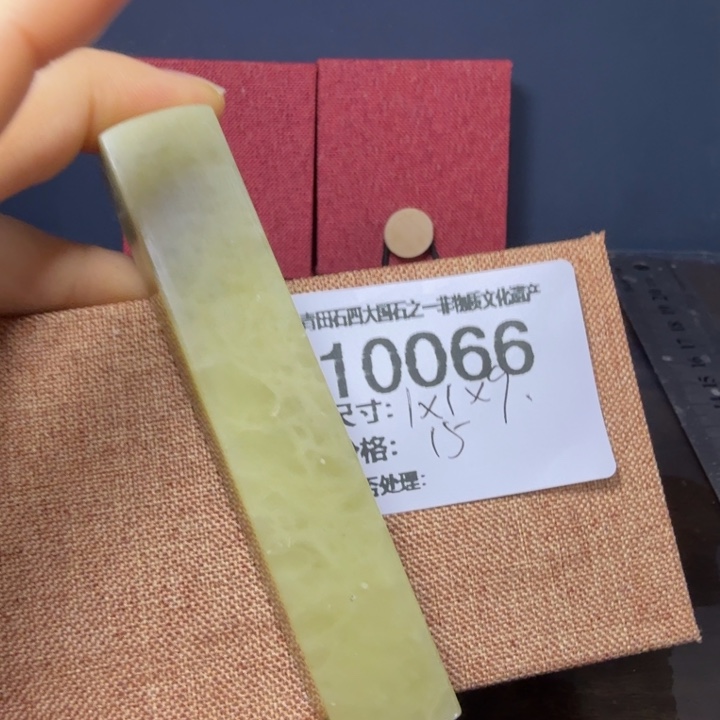 青田石四大国石之一非物质文化遗产
10066
尺寸: 1×1×9.
价格: 15
否处理: